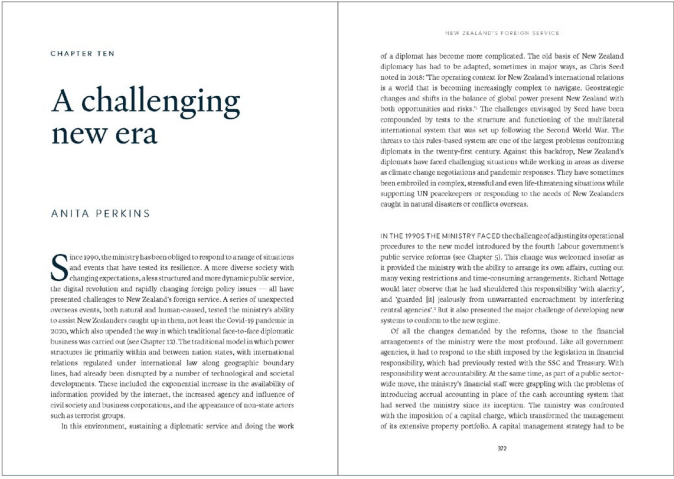 CHAPTER TEN
A challenging
new era
ANITA PERKINS
Since 1990, the ministry has been obliged to respond to a range of situations
and events that have tested its resilience. A more diverse society with
changing expectations, a less structured and more dynamic public service,
the digital revolution and rapidly changing foreign policy issues — all have
presented challenges to New Zealand's foreign service. A series of unexpected
overseas events, both natural and human-caused, tested the ministry's ability
to assist New Zealanders caught up in them, not least the Covid-19 pandemic in
2020, which also upended the way in which traditional face-to-face diplomatic
business was carried out (see Chapter 12). The traditional model in which power
structures lie primarily within and between nation states, with international
relations regulated under international law along geographic boundary
lines, had already been disrupted by a number of technological and societal
developments. These included the exponential increase in the availability of
information provided by the internet, the increased agency and influence of
civil society and business corporations, and the appearance of non-state actors
such as terrorist groups.
In this environment, sustaining a diplomatic service and doing the work
NEW ZEALAND'S FOREIGN SERVICE
of a diplomat has become more complicated. The old basis of New Zealand
diplomacy has had to be adapted, sometimes in major ways, as Chris Seed
noted in 2018: 'The operating context for New Zealand's international relations
is a world that is becoming increasingly complex to navigate. Geostrategic
changes and shifts in the balance of global power present New Zealand with
both opportunities and risks.'¹ The challenges envisaged by Seed have been
compounded by tests to the structure and functioning of the multilateral
international system that was set up following the Second World War. The
threats to this rules-based system are one of the largest problems confronting
diplomats in the twenty-first century. Against this backdrop, New Zealand's
diplomats have faced challenging situations while working in areas as diverse
as climate change negotiations and pandemic responses. They have sometimes
been embroiled in complex, stressful and even life-threatening situations while
supporting UN peacekeepers or responding to the needs of New Zealanders
caught in natural disasters or conflicts overseas.
IN THE 1990S THE MINISTRY FACED the challenge of adjusting its operational
procedures to the new model introduced by the fourth Labour government's
public service reforms (see Chapter 5). This change was welcomed insofar as
it provided the ministry with the ability to arrange its own affairs, cutting out
many vexing restrictions and time-consuming arrangements. Richard Nottage
would later observe that he had shouldered this responsibility 'with alacrity',
and 'guarded [it] jealously from unwarranted encroachment by interfering
central agencies'.² But it also presented the major challenge of developing new
systems to conform to the new regime.
Of all the changes demanded by the reforms, those to the financial
arrangements of the ministry were the most profound. Like all government
agencies, it had to respond to the shift imposed by the legislation in financial
responsibility, which had previously rested with the SSC and Treasury. With
responsibility went accountability. At the same time, as part of a public sector-
wide move, the ministry's financial staff were grappling with the problems of
introducing accrual accounting in place of the cash accounting system that
had served the ministry since its inception. The ministry was confronted
with the imposition of a capital charge, which transformed the management
of its extensive property portfolio. A capital management strategy had to be
372